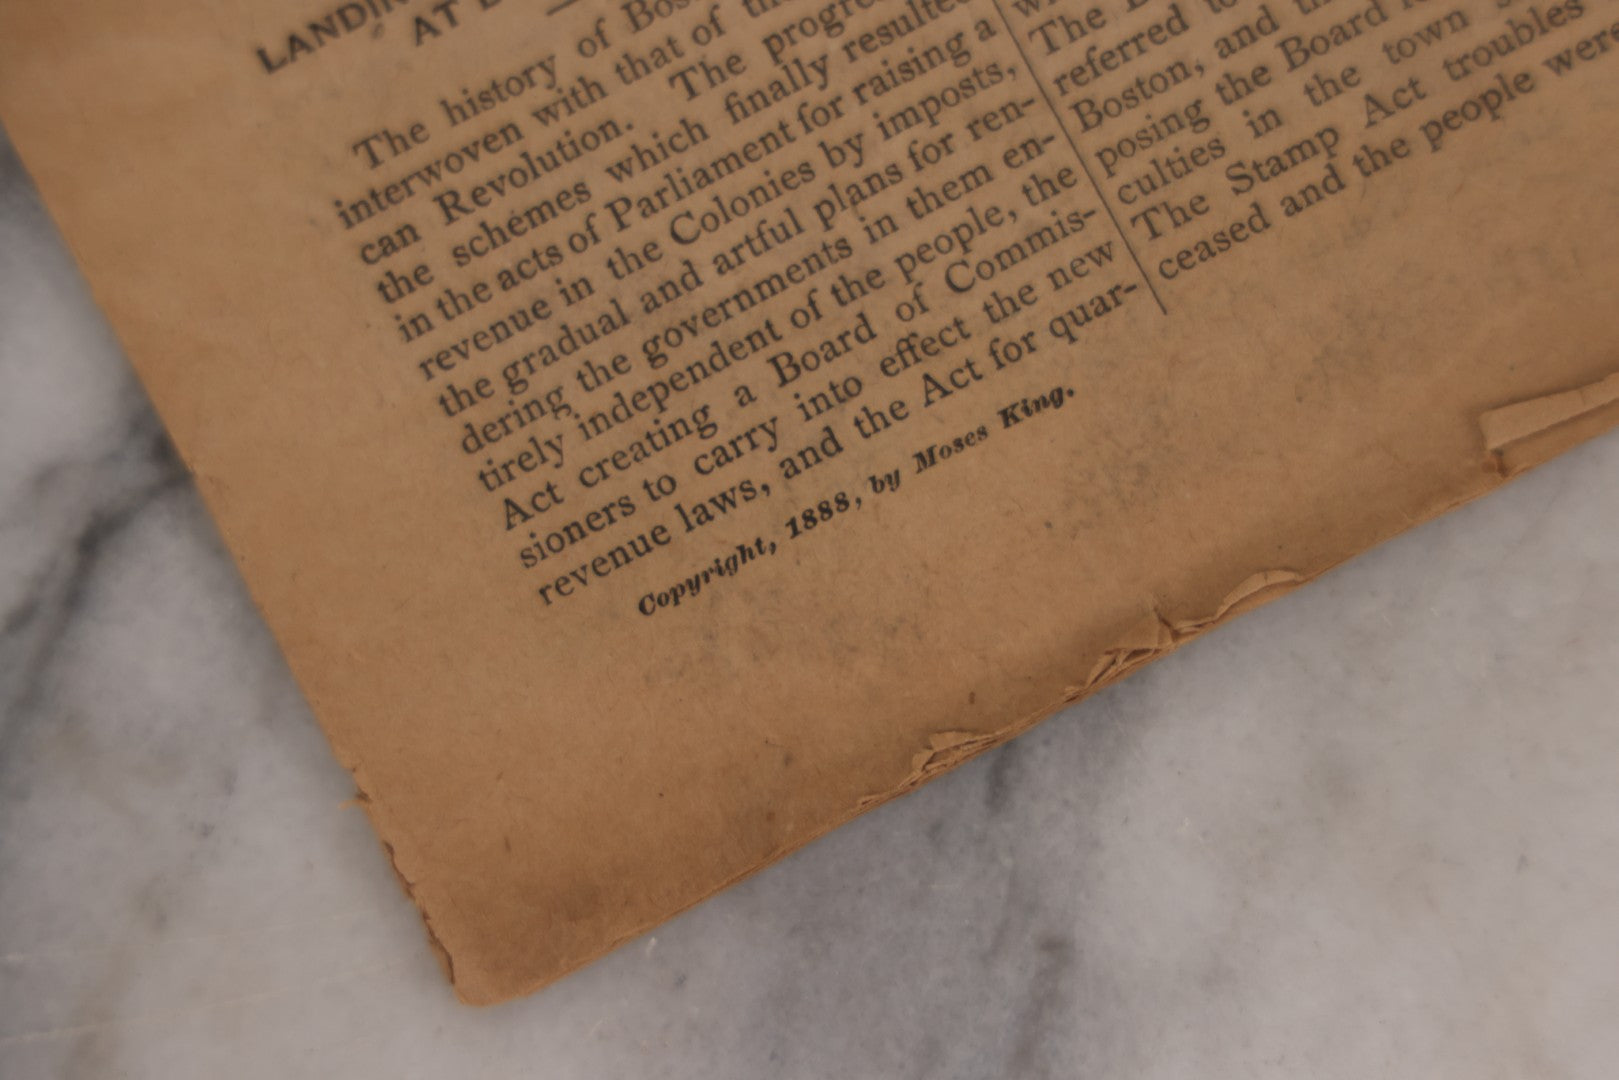 LANDIN
AT B
The history of Bos
interwoven with that of
can Revolution. The progre
the schemes which finally resulted
in the acts of Parliament for raising a
revenue in the Colonies by imposts,
the gradual and artful plans for ren-
dering the governments in them en-
tirely independent of the people, the
Act creating a Board of Commis-
sioners to carry into effect the new
revenue laws, and the Act for quar-
Copyright, 1888, by Moses King.
The
referred
Boston, and
posing the Board
culties in the town
The Stamp Act troubles
ceased and the people were